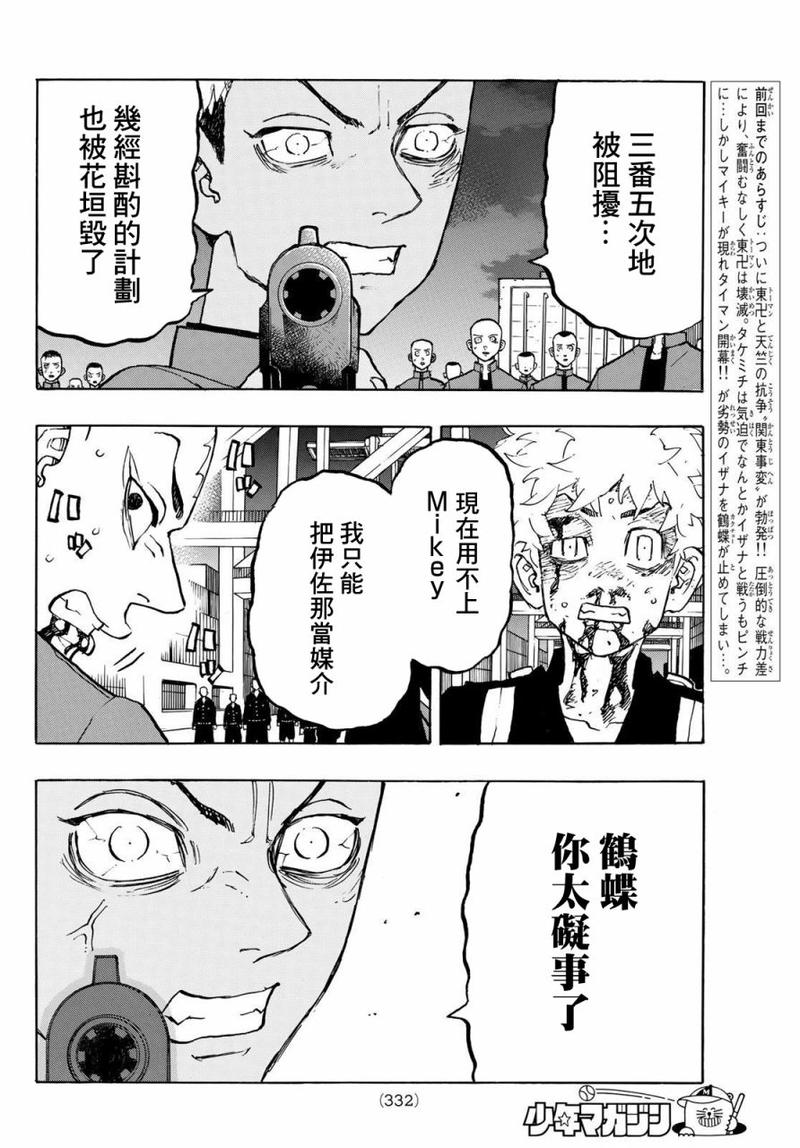 前回までのあらすじ：ついに東卍と天竺の抗争“関東事変”が勃発!! 圧倒的な戦力差
により、奮闘むなしく東卍は壊滅。タケミチは気迫でなんとかイザナと戦うもピンチ
に…しかしマイキーが現れタイマン開幕!! が劣勢のイザナを鶴蝶が止めてしまい…。
三番五次地
被阻擾…
幾經斟酌的計劃
也被花垣毀了
現在用不上
Mikey
我只能
把伊佐那當媒介
鶴蝶
你太礙事了
(332)
少年マガジン